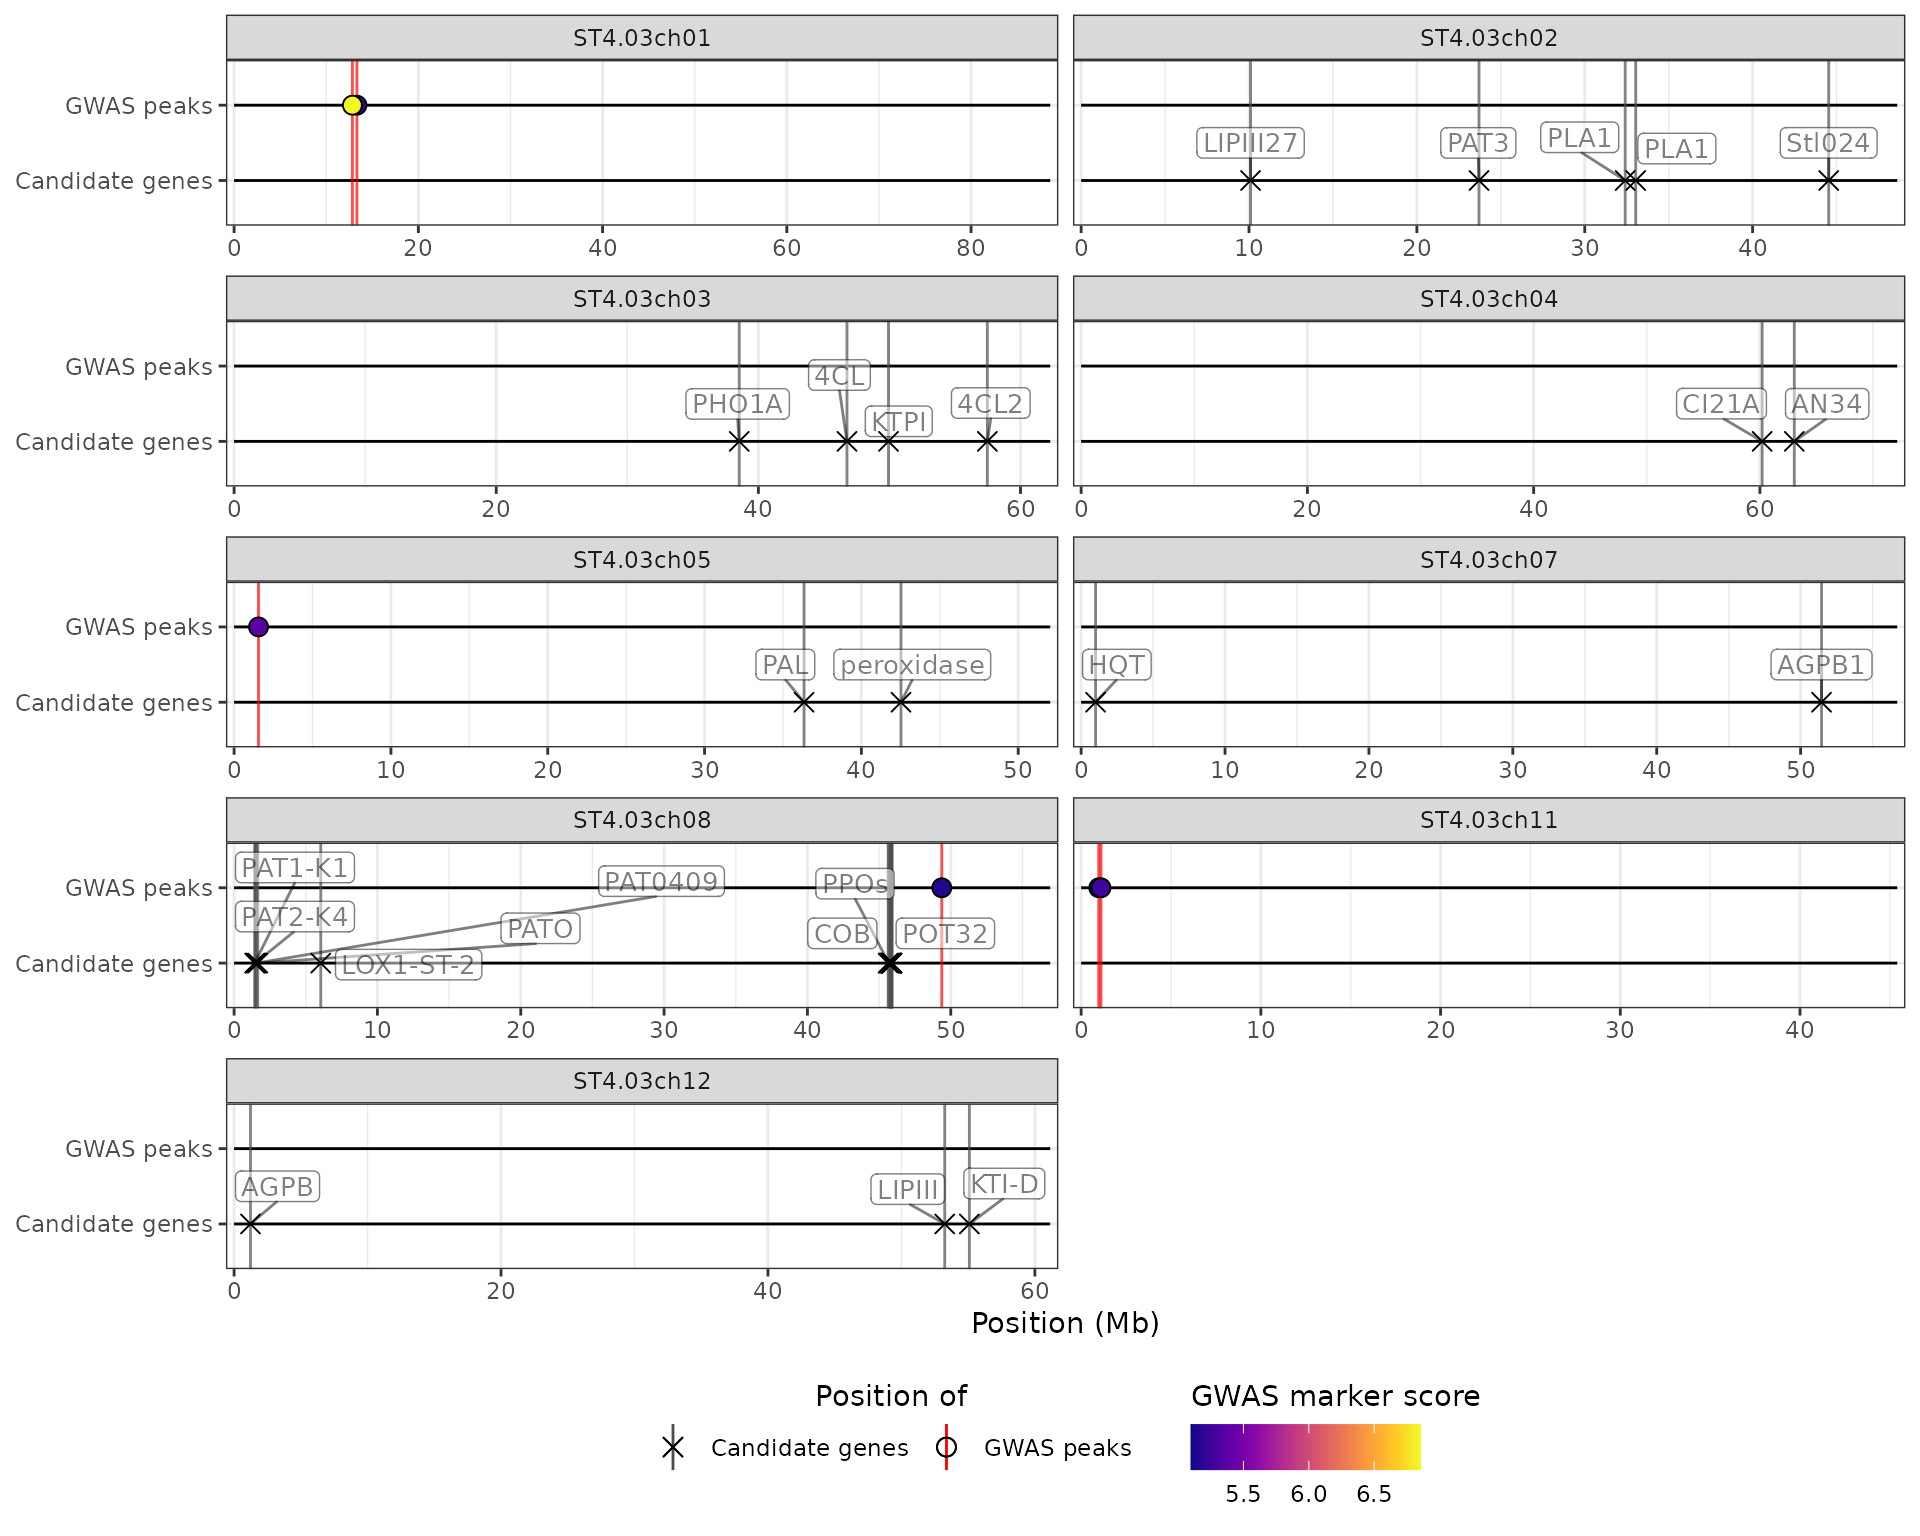 ST4.03ch01
ST4.03ch02
GWAS peaks
Candidate genes
LIPIII27
PAT3
PLA1
PLA1
Stl024
0 20 40 60 80
0 10 20 30 40
ST4.03ch03
ST4.03ch04
GWAS peaks
Candidate genes
PHO1A
4CL
KTPI
4CL2
CI21A
AN34
0 20 40 60
0 20 40 60
ST4.03ch05
ST4.03ch07
GWAS peaks
Candidate genes
PAL
peroxidase
HQT
AGPB1
0 10 20 30 40 50
0 10 20 30 40 50
ST4.03ch08
ST4.03ch11
GWAS peaks
Candidate genes
PAT1-K1
PAT2-K4
PAT0409
PATO
LOX1-ST-2
PPOs
COB
POT32
0 10 20 30 40 50
0 10 20 30 40
ST4.03ch12
GWAS peaks
Candidate genes
AGPB
LIPIII
KTI-D
0 20 40 60
Position (Mb)
Position of
Candidate genes
GWAS peaks
GWAS marker score
5.5 6.0 6.5